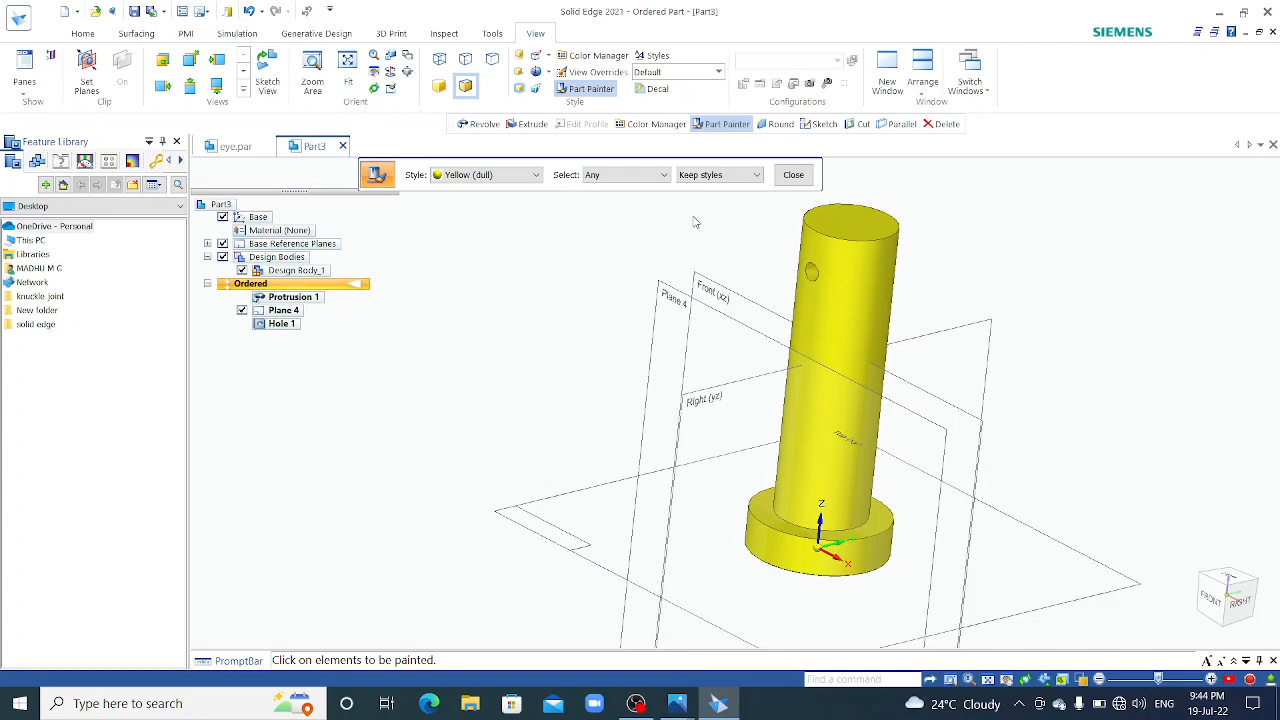 Solid Edge 2021 - Ordered Part - [Part3]
Home Surfacing PMI Simulation Generative Design 3D Print Inspect Tools View SIEMENS
Panes
Show
Set Planes On
Clip
Views
Sketch View
Zoom Area Fit
Orient
Color Manager Styles
View Overrides Default
Part Painter Decal
Style
Configurations
New Window Arrange Switch Windows
Window
Revolve Extrude Edit Profile Color Manager Part Painter Round Sketch Cut Parallel Delete
Feature Library
eye.par Part3
Style: Yellow (dull) Select: Any Keep styles Close
Desktop
OneDrive - Personal
This PC
Libraries
MADHU M G
Network
knuckle joint
New folder
solid edge
Part3
Base
Material (None)
Base Reference Planes
Design Bodies
Design Body_1
Ordered
Protrusion 1
Plane 4
Hole 1
Front (xz)
Plane 4
Right (yz)
Z
X
FRONT RIGHT
PromptBar Click on elements to be painted.
Find a command
Type here to search
24°C Cloudy ENG 9:44 PM
19-Jul-22